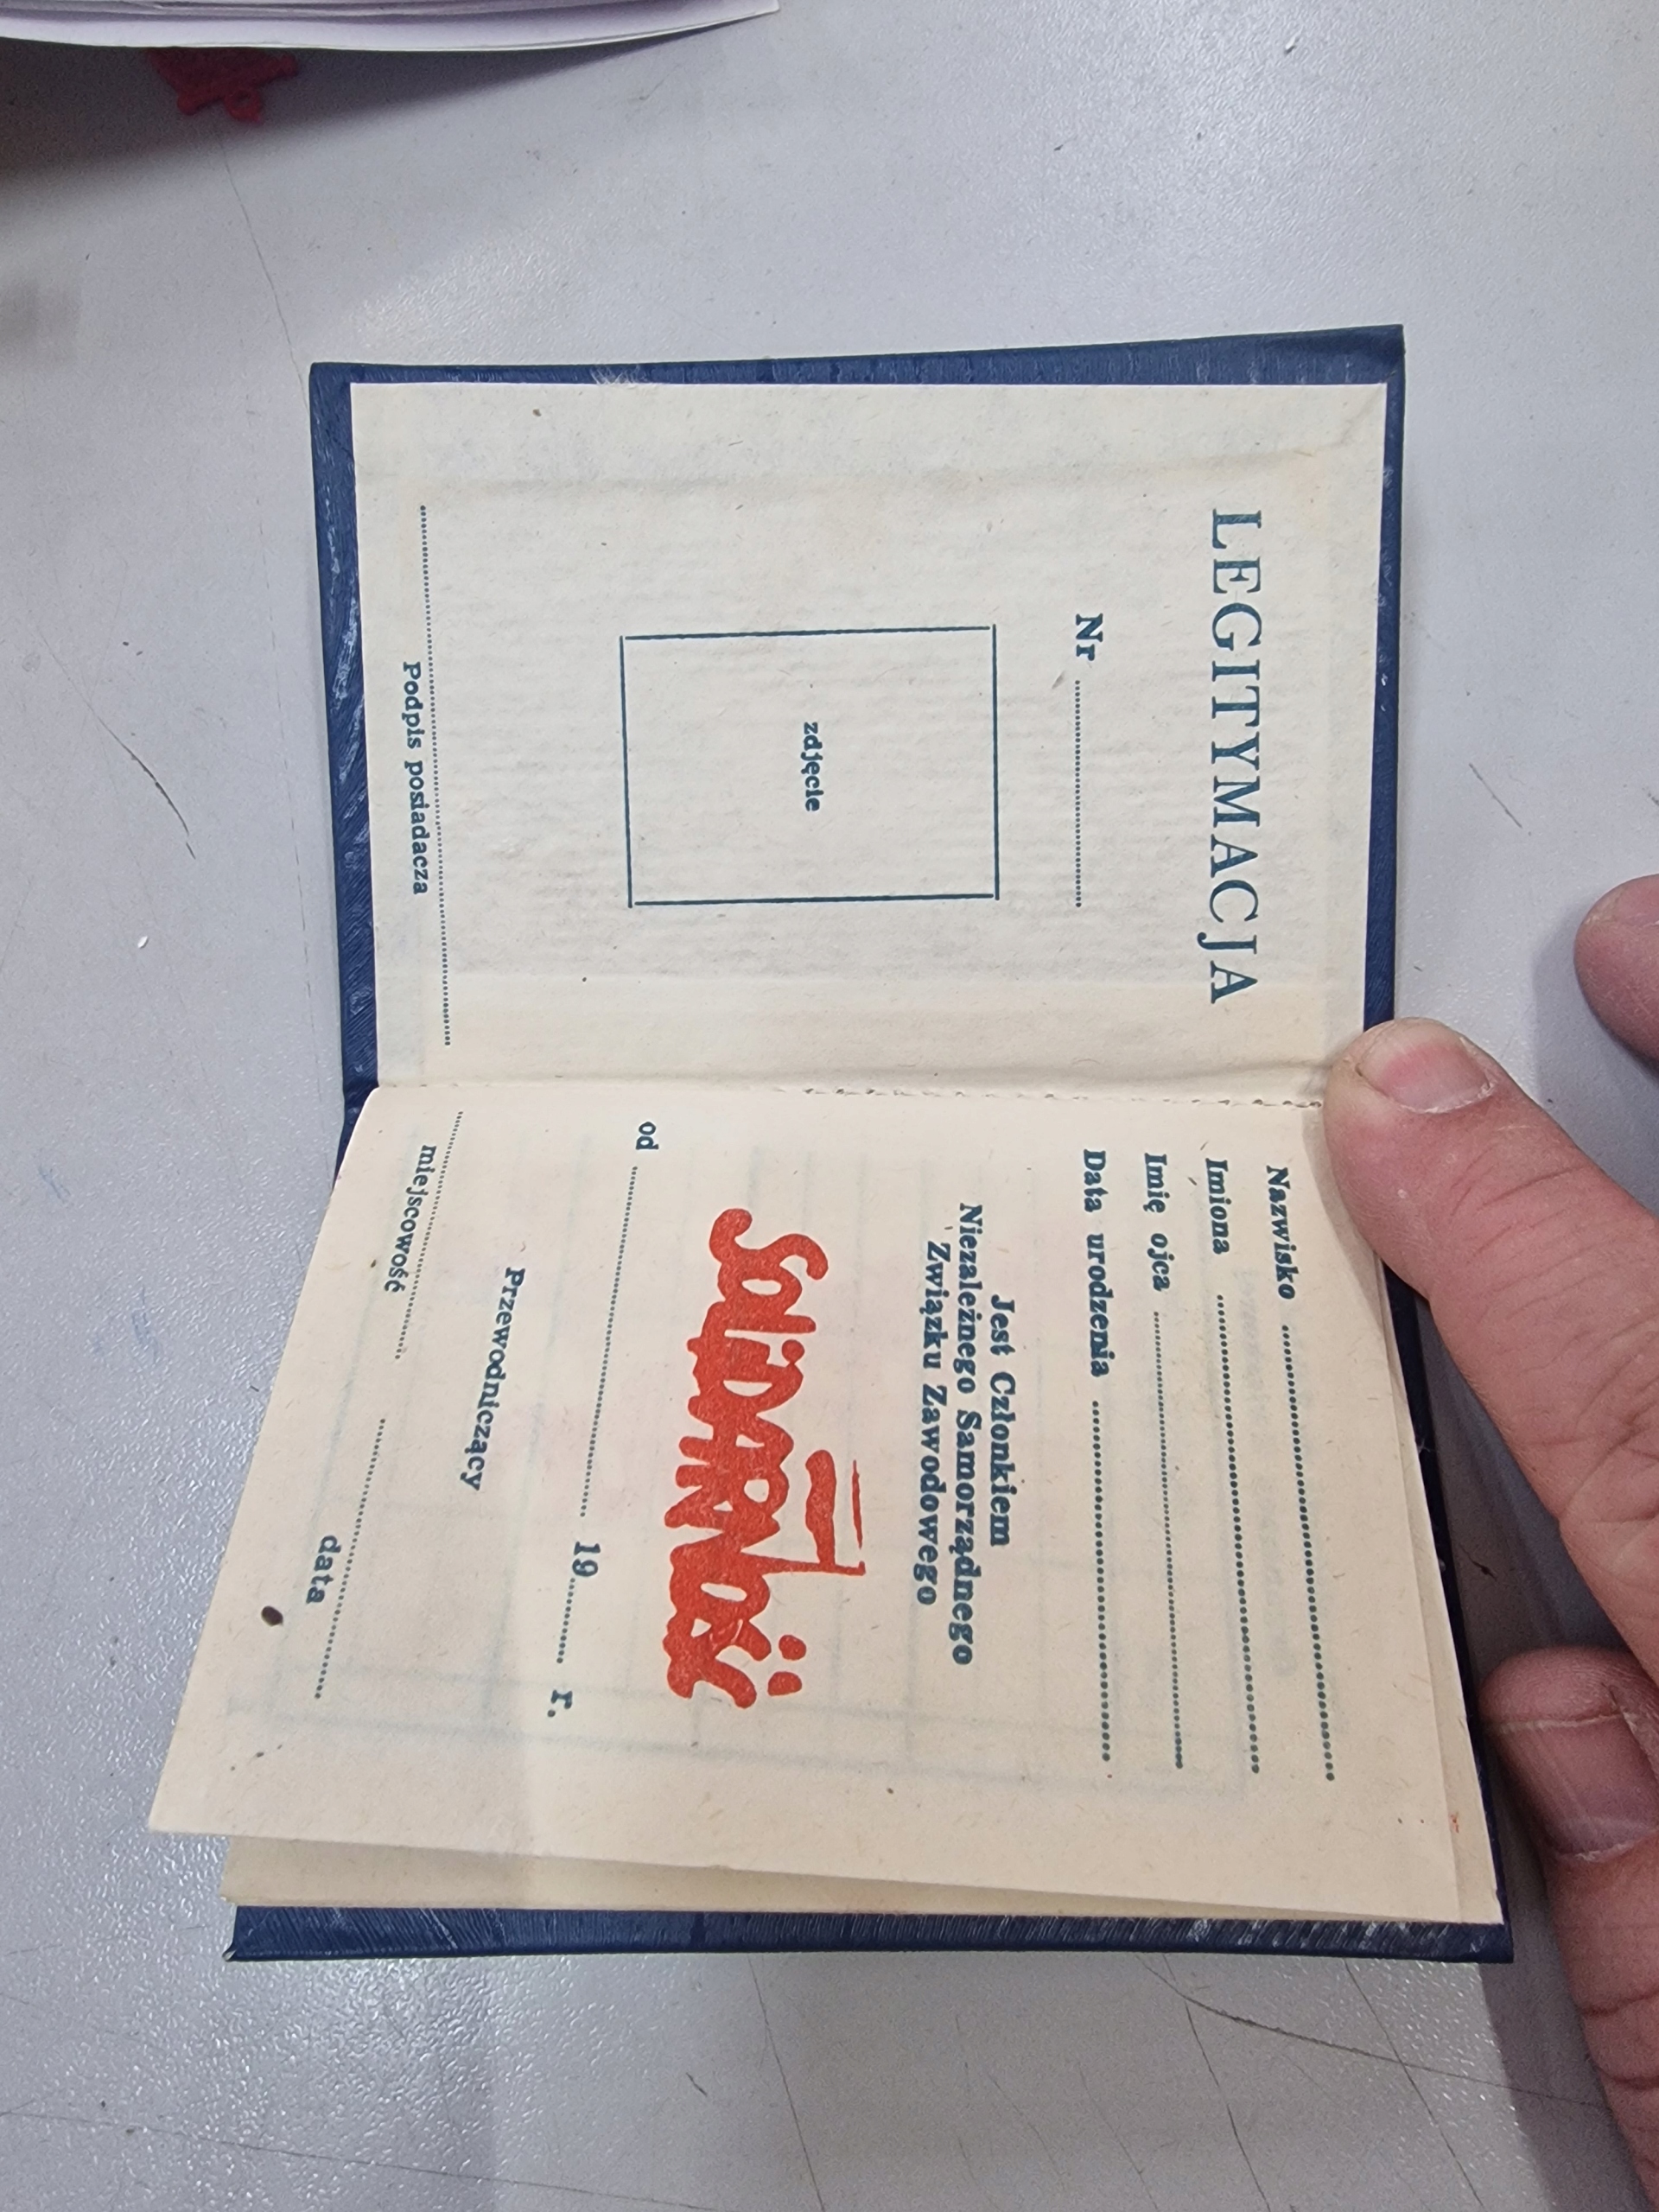 LEGITYMACJA
Nr ....................
zdjęcie
Podpis posiadacza
Nazwisko ....................
Imiona ....................
Imię ojca ....................
Data urodzenia ....................
Jest Członkiem
Niezależnego Samorządnego
Związku Zawodowego
SOLIDARNOŚĆ
od .................... 19........ r.
Przewodniczący
miejscowość
data